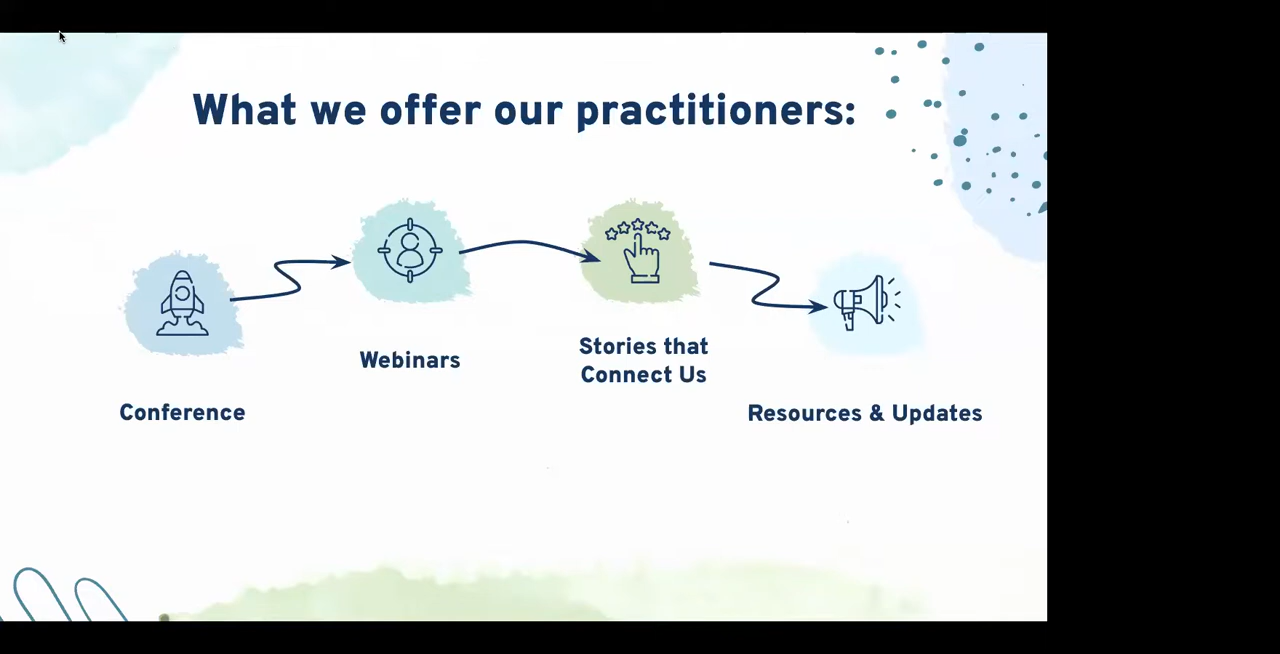 What we offer our practitioners:
Conference
Webinars
Stories that
Connect Us
Resources & Updates